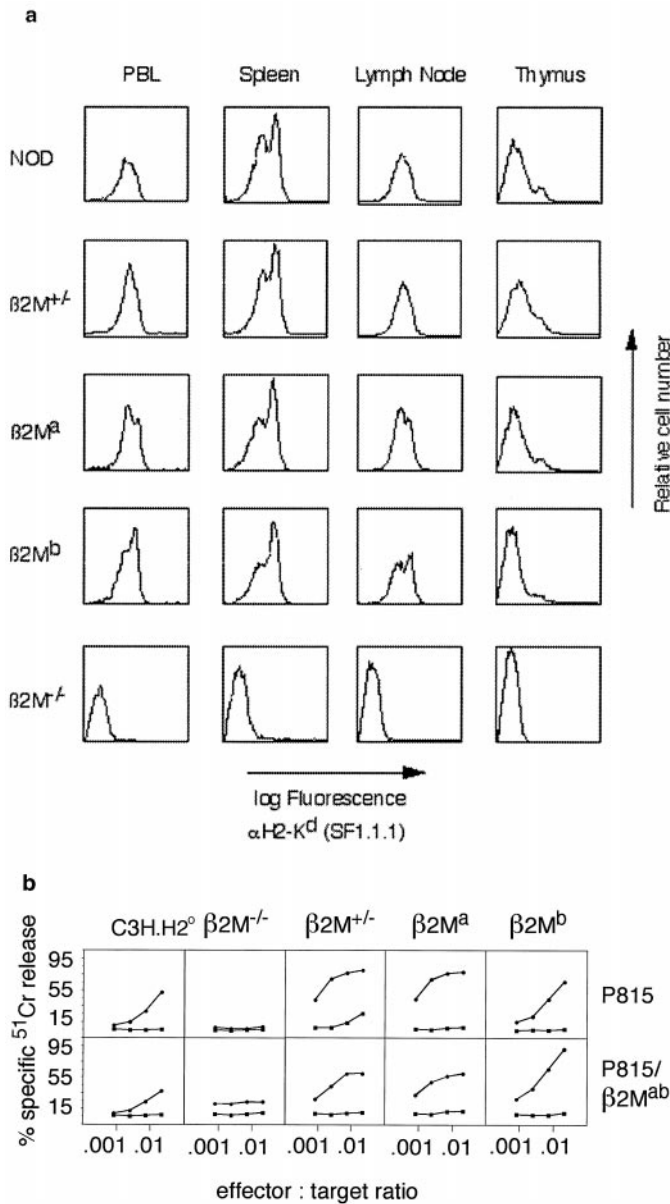 a
PBL Spleen Lymph Node Thymus
NOD
β2M+/-
β2Ma
β2Mb
β2M-/-
Relative cell number
log Fluorescence
αH2-Kd (SF1.1.1)
b
C3H.H2o β2M-/- β2M+/- β2Ma β2Mb
% specific 51Cr release
95
55
15
P815
95
55
15
P815/
β2Mab
.001 .01 .001 .01 .001 .01 .001 .01 .001 .01
effector : target ratio